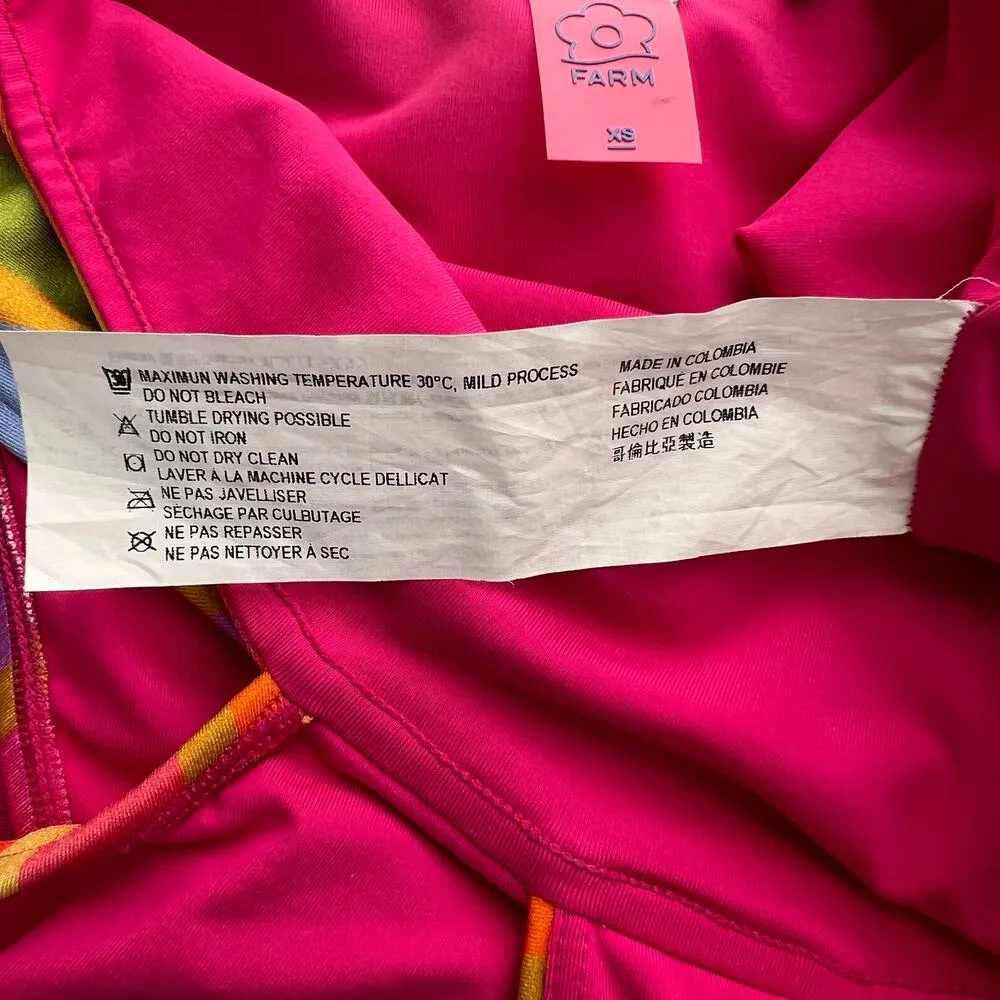 FARM
XS
30
MAXIMUN WASHING TEMPERATURE 30°C, MILD PROCESS
DO NOT BLEACH
TUMBLE DRYING POSSIBLE
DO NOT IRON
DO NOT DRY CLEAN
LAVER À LA MACHINE CYCLE DELLICAT
NE PAS JAVELLISER
SÉCHAGE PAR CULBUTAGE
NE PAS REPASSER
NE PAS NETTOYER À SEC
MADE IN COLOMBIA
FABRIQUÉ EN COLOMBIE
FABRICADO COLOMBIA
HECHO EN COLOMBIA
哥倫比亞製造